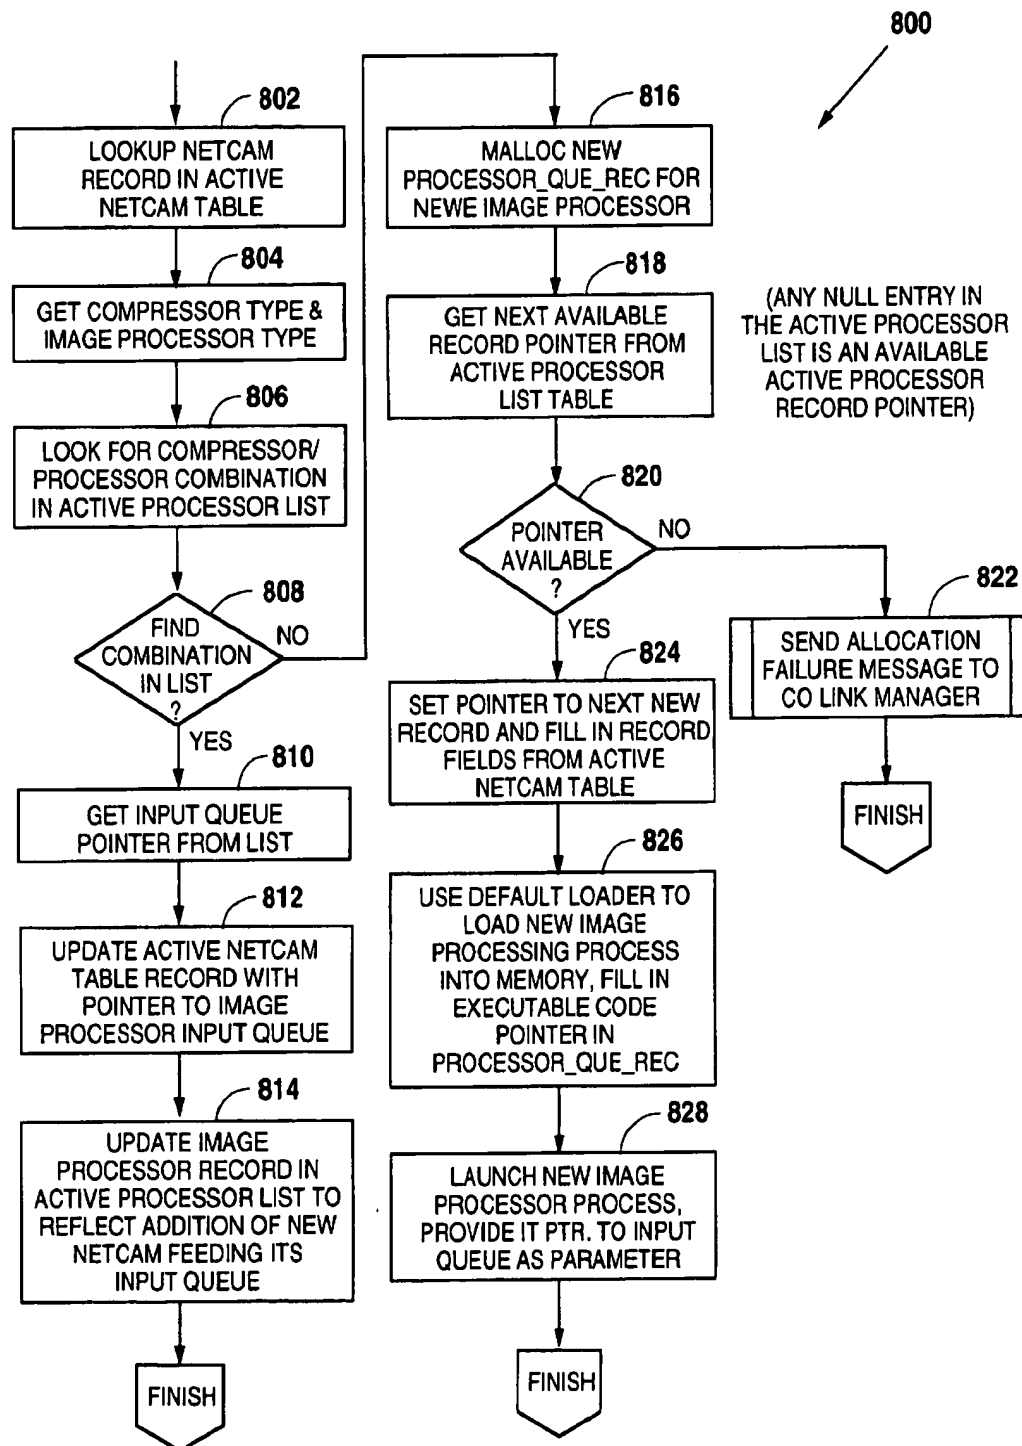 800
802
LOOKUP NETCAM
RECORD IN ACTIVE
NETCAM TABLE
804
GET COMPRESSOR TYPE &
IMAGE PROCESSOR TYPE
806
LOOK FOR COMPRESSOR/
PROCESSOR COMBINATION
IN ACTIVE PROCESSOR LIST
808
FIND
COMBINATION
IN LIST
?
NO
YES
810
GET INPUT QUEUE
POINTER FROM LIST
812
UPDATE ACTIVE NETCAM
TABLE RECORD WITH
POINTER TO IMAGE
PROCESSOR INPUT QUEUE
814
UPDATE IMAGE
PROCESSOR RECORD IN
ACTIVE PROCESSOR LIST TO
REFLECT ADDITION OF NEW
NETCAM FEEDING ITS
INPUT QUEUE
FINISH
816
MALLOC NEW
PROCESSOR_QUE_REC FOR
NEWE IMAGE PROCESSOR
818
GET NEXT AVAILABLE
RECORD POINTER FROM
ACTIVE PROCESSOR
LIST TABLE
(ANY NULL ENTRY IN
THE ACTIVE PROCESSOR
LIST IS AN AVAILABLE
ACTIVE PROCESSOR
RECORD POINTER)
820
POINTER
AVAILABLE
?
NO
YES
822
SEND ALLOCATION
FAILURE MESSAGE TO
CO LINK MANAGER
FINISH
824
SET POINTER TO NEXT NEW
RECORD AND FILL IN RECORD
FIELDS FROM ACTIVE
NETCAM TABLE
826
USE DEFAULT LOADER TO
LOAD NEW IMAGE
PROCESSING PROCESS
INTO MEMORY, FILL IN
EXECUTABLE CODE
POINTER IN
PROCESSOR_QUE_REC
828
LAUNCH NEW IMAGE
PROCESSOR PROCESS,
PROVIDE IT PTR. TO INPUT
QUEUE AS PARAMETER
FINISH